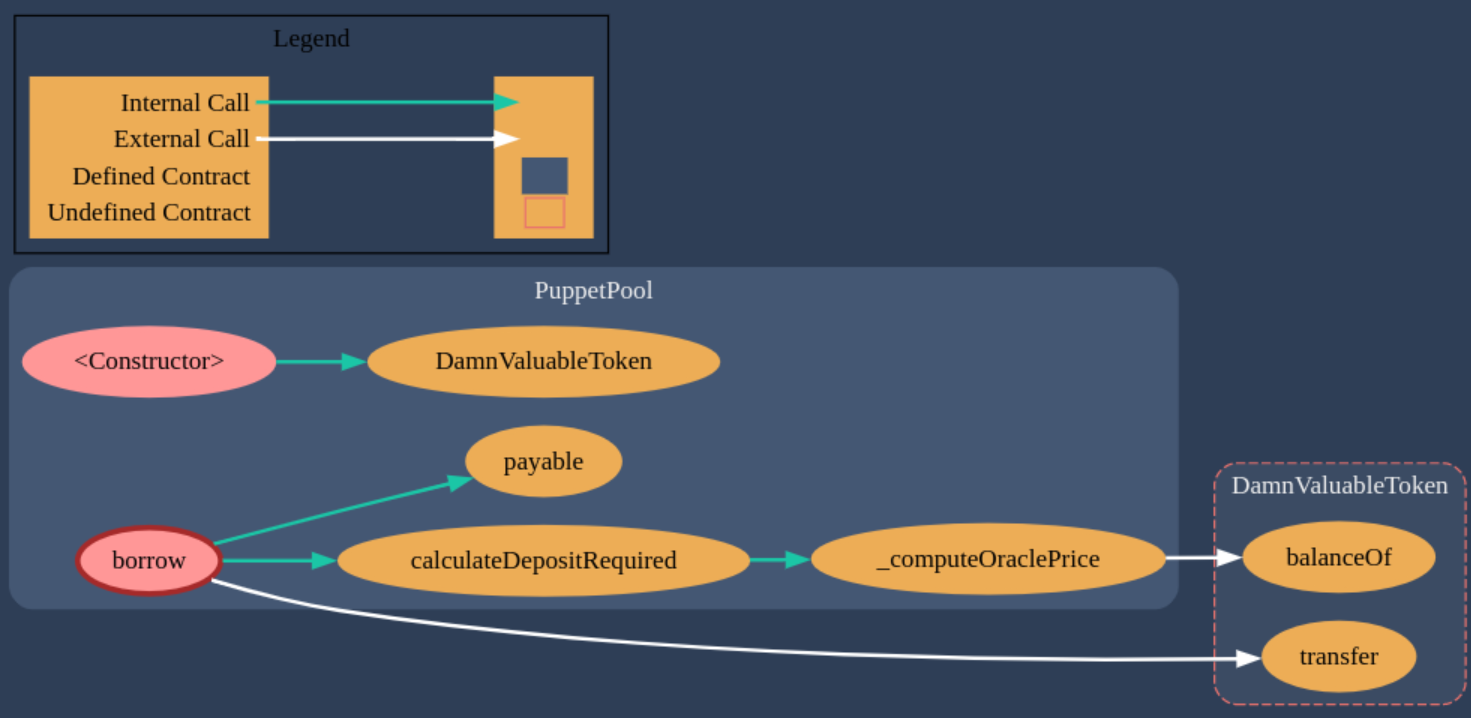 Legend
Internal Call
External Call
Defined Contract
Undefined Contract
PuppetPool
<Constructor>
DamnValuableToken
payable
borrow
calculateDepositRequired
_computeOraclePrice
DamnValuableToken
balanceOf
transfer